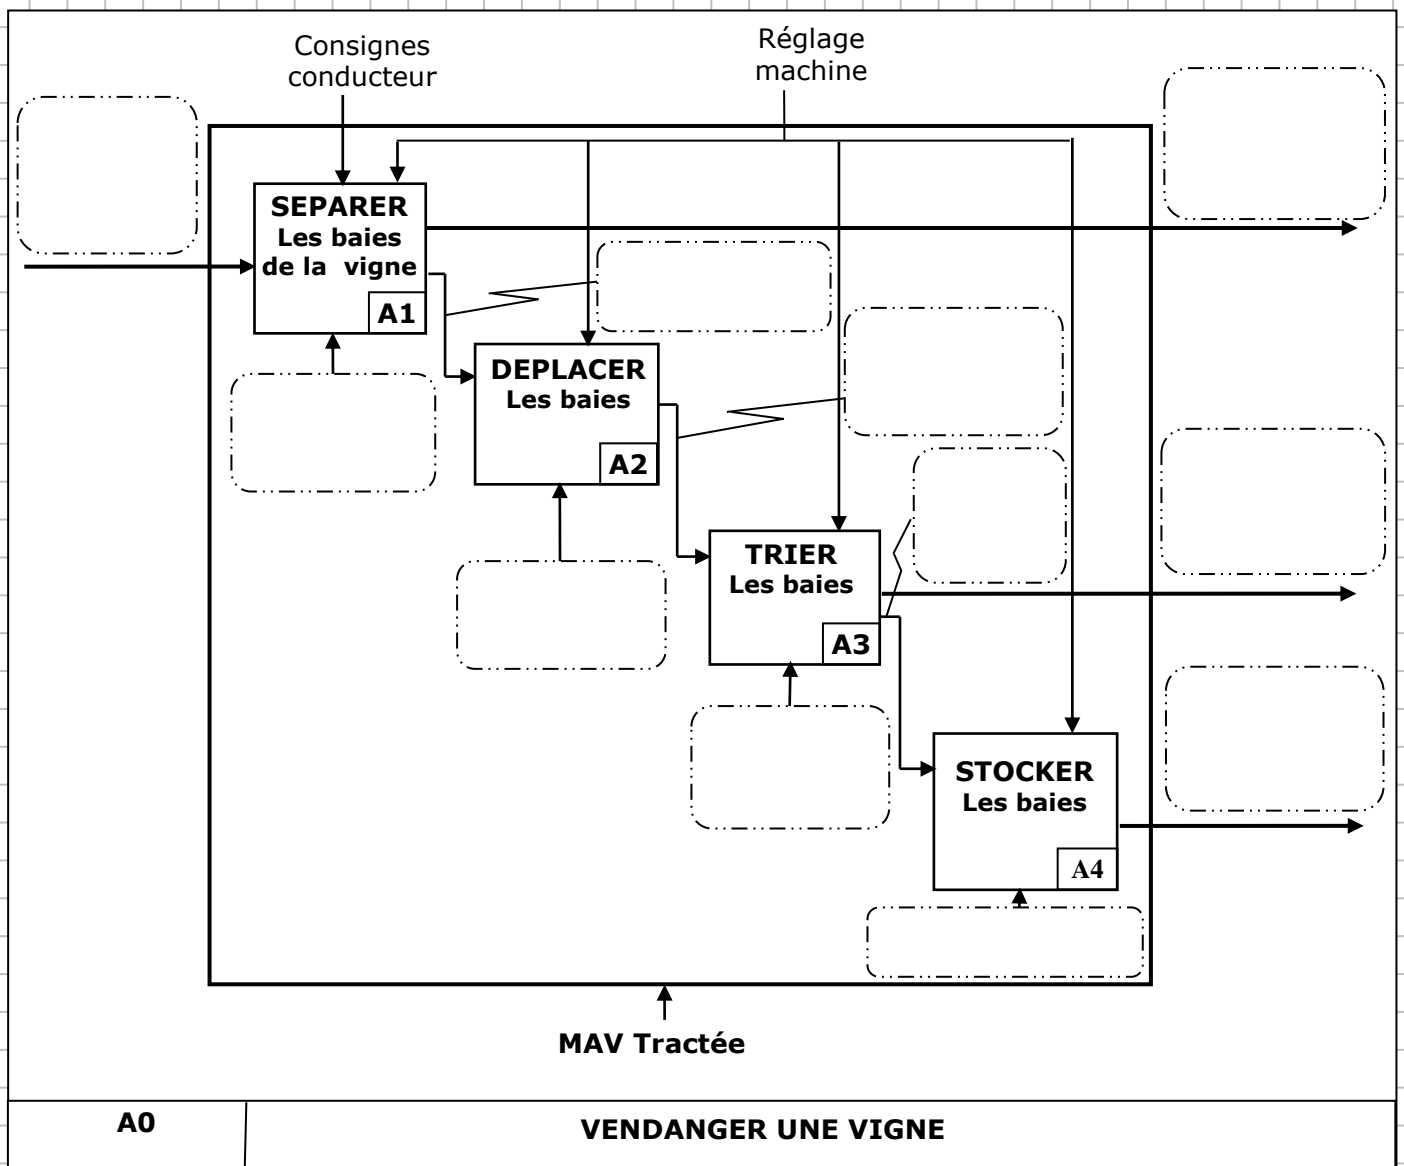 Consignes
conducteur
Réglage
machine
SEPARER
Les baies
de la vigne
A1
DEPLACER
Les baies
A2
TRIER
Les baies
A3
STOCKER
Les baies
A4
MAV Tractée
A0
VENDANGER UNE VIGNE